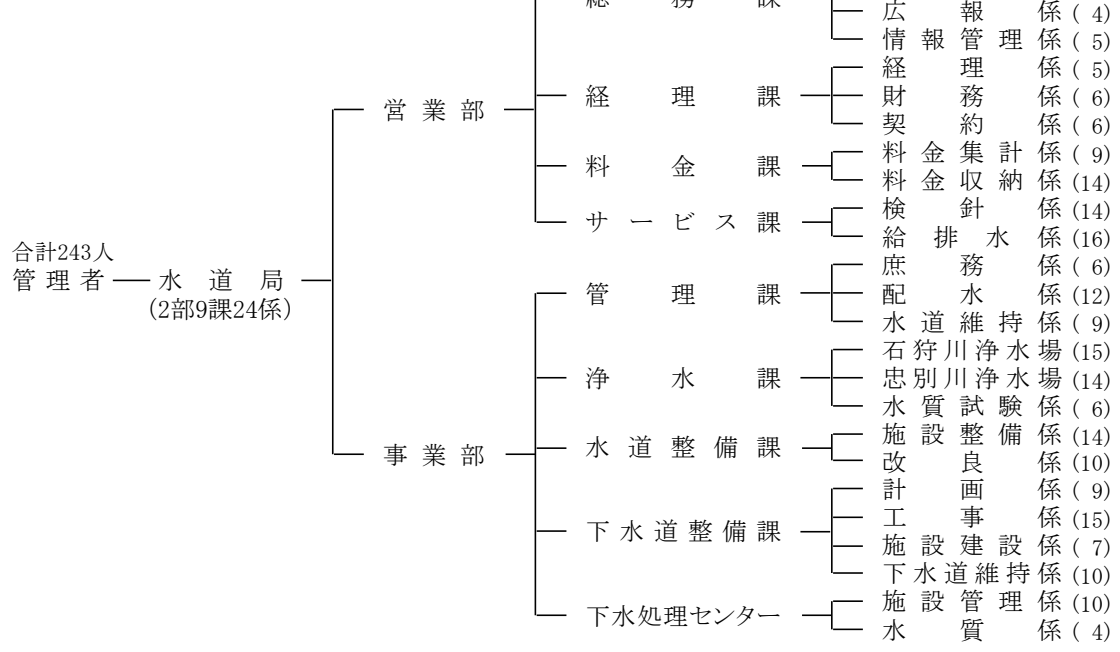 総務課
広報係( 4)
情報管理係( 5)
営業部
経理課
経理係( 5)
財務係( 6)
契約係( 6)
料金課
料金集計係( 9)
料金収納係(14)
サービス課
検針係(14)
給排水係(16)
合計243人
管理者
水道局
(2部9課24係)
事業部
管理課
庶務係( 6)
配水係(12)
水道維持係( 9)
浄水課
石狩川浄水場(15)
忠別川浄水場(14)
水質試験係( 6)
水道整備課
施設整備係(14)
改良係(10)
下水道整備課
計画係( 9)
工事係(15)
施設建設係( 7)
下水道維持係(10)
下水処理センター
施設管理係(10)
水質係( 4)